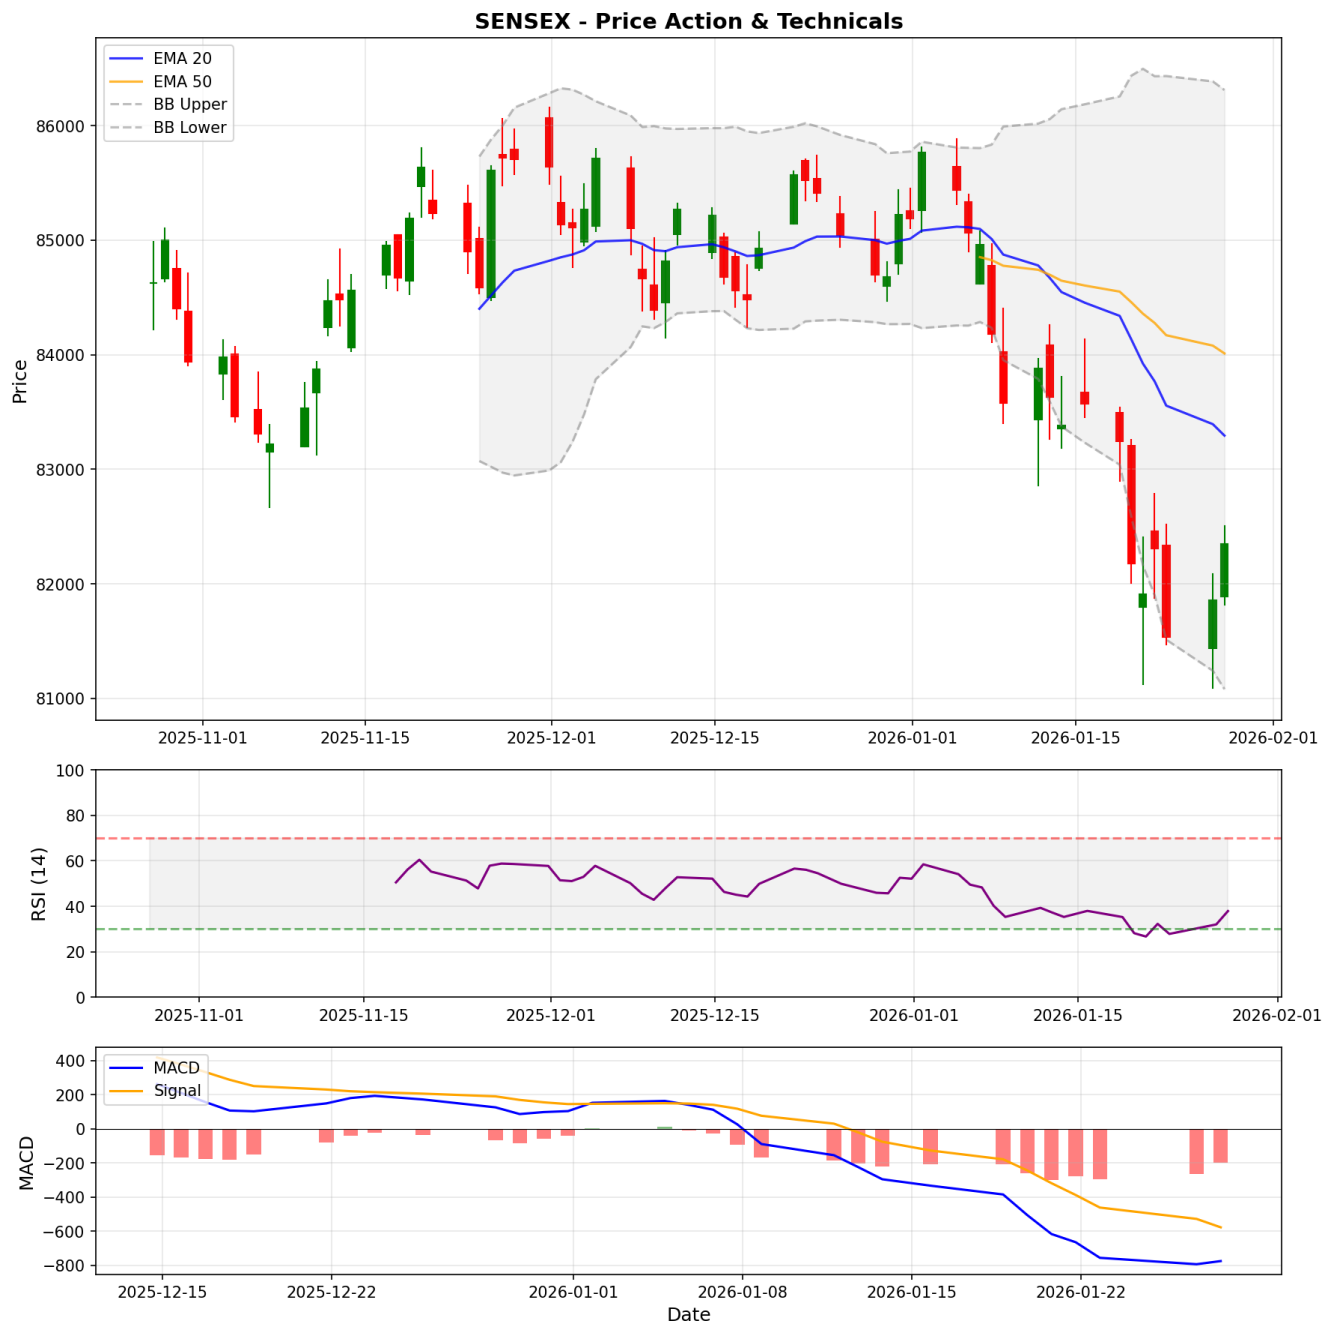 SENSEX - Price Action & Technicals
EMA 20
EMA 50
BB Upper
BB Lower
86000
85000
84000
83000
82000
81000
Price
2025-11-01 2025-11-15 2025-12-01 2025-12-15 2026-01-01 2026-01-15 2026-02-01
100
80
60
40
20
0
RSI (14)
2025-11-01 2025-11-15 2025-12-01 2025-12-15 2026-01-01 2026-01-15 2026-02-01
MACD
Signal
400
200
0
−200
−400
−600
−800
MACD
2025-12-15 2025-12-22 2026-01-01 2026-01-08 2026-01-15 2026-01-22
Date